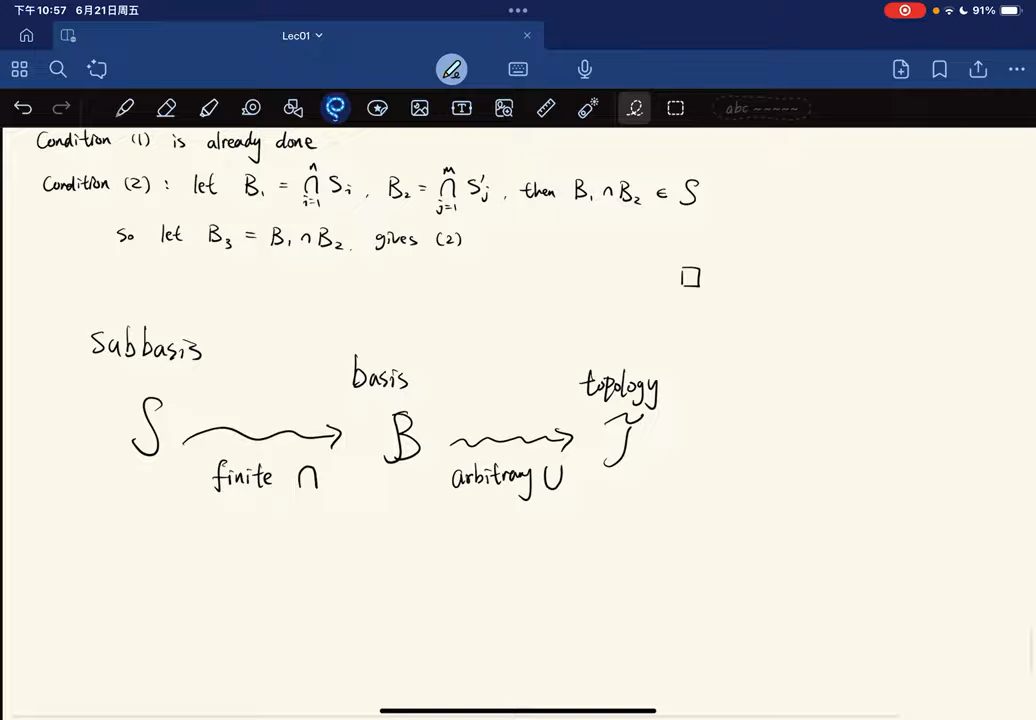 下午10:57 6月21日周五
91%
Lec01
abc
Condition (1) is already done
Condition (2) : let B₁ = ⋂ᵢ₌₁ⁿ Sᵢ , B₂ = ⋂ⱼ₌₁ᵐ S'ⱼ , then B₁ ∩ B₂ ∈ S
so let B₃ = B₁ ∩ B₂. gives (2)
□
Subbasis
basis
topology
S
B
T
finite ∩
arbitrary ∪